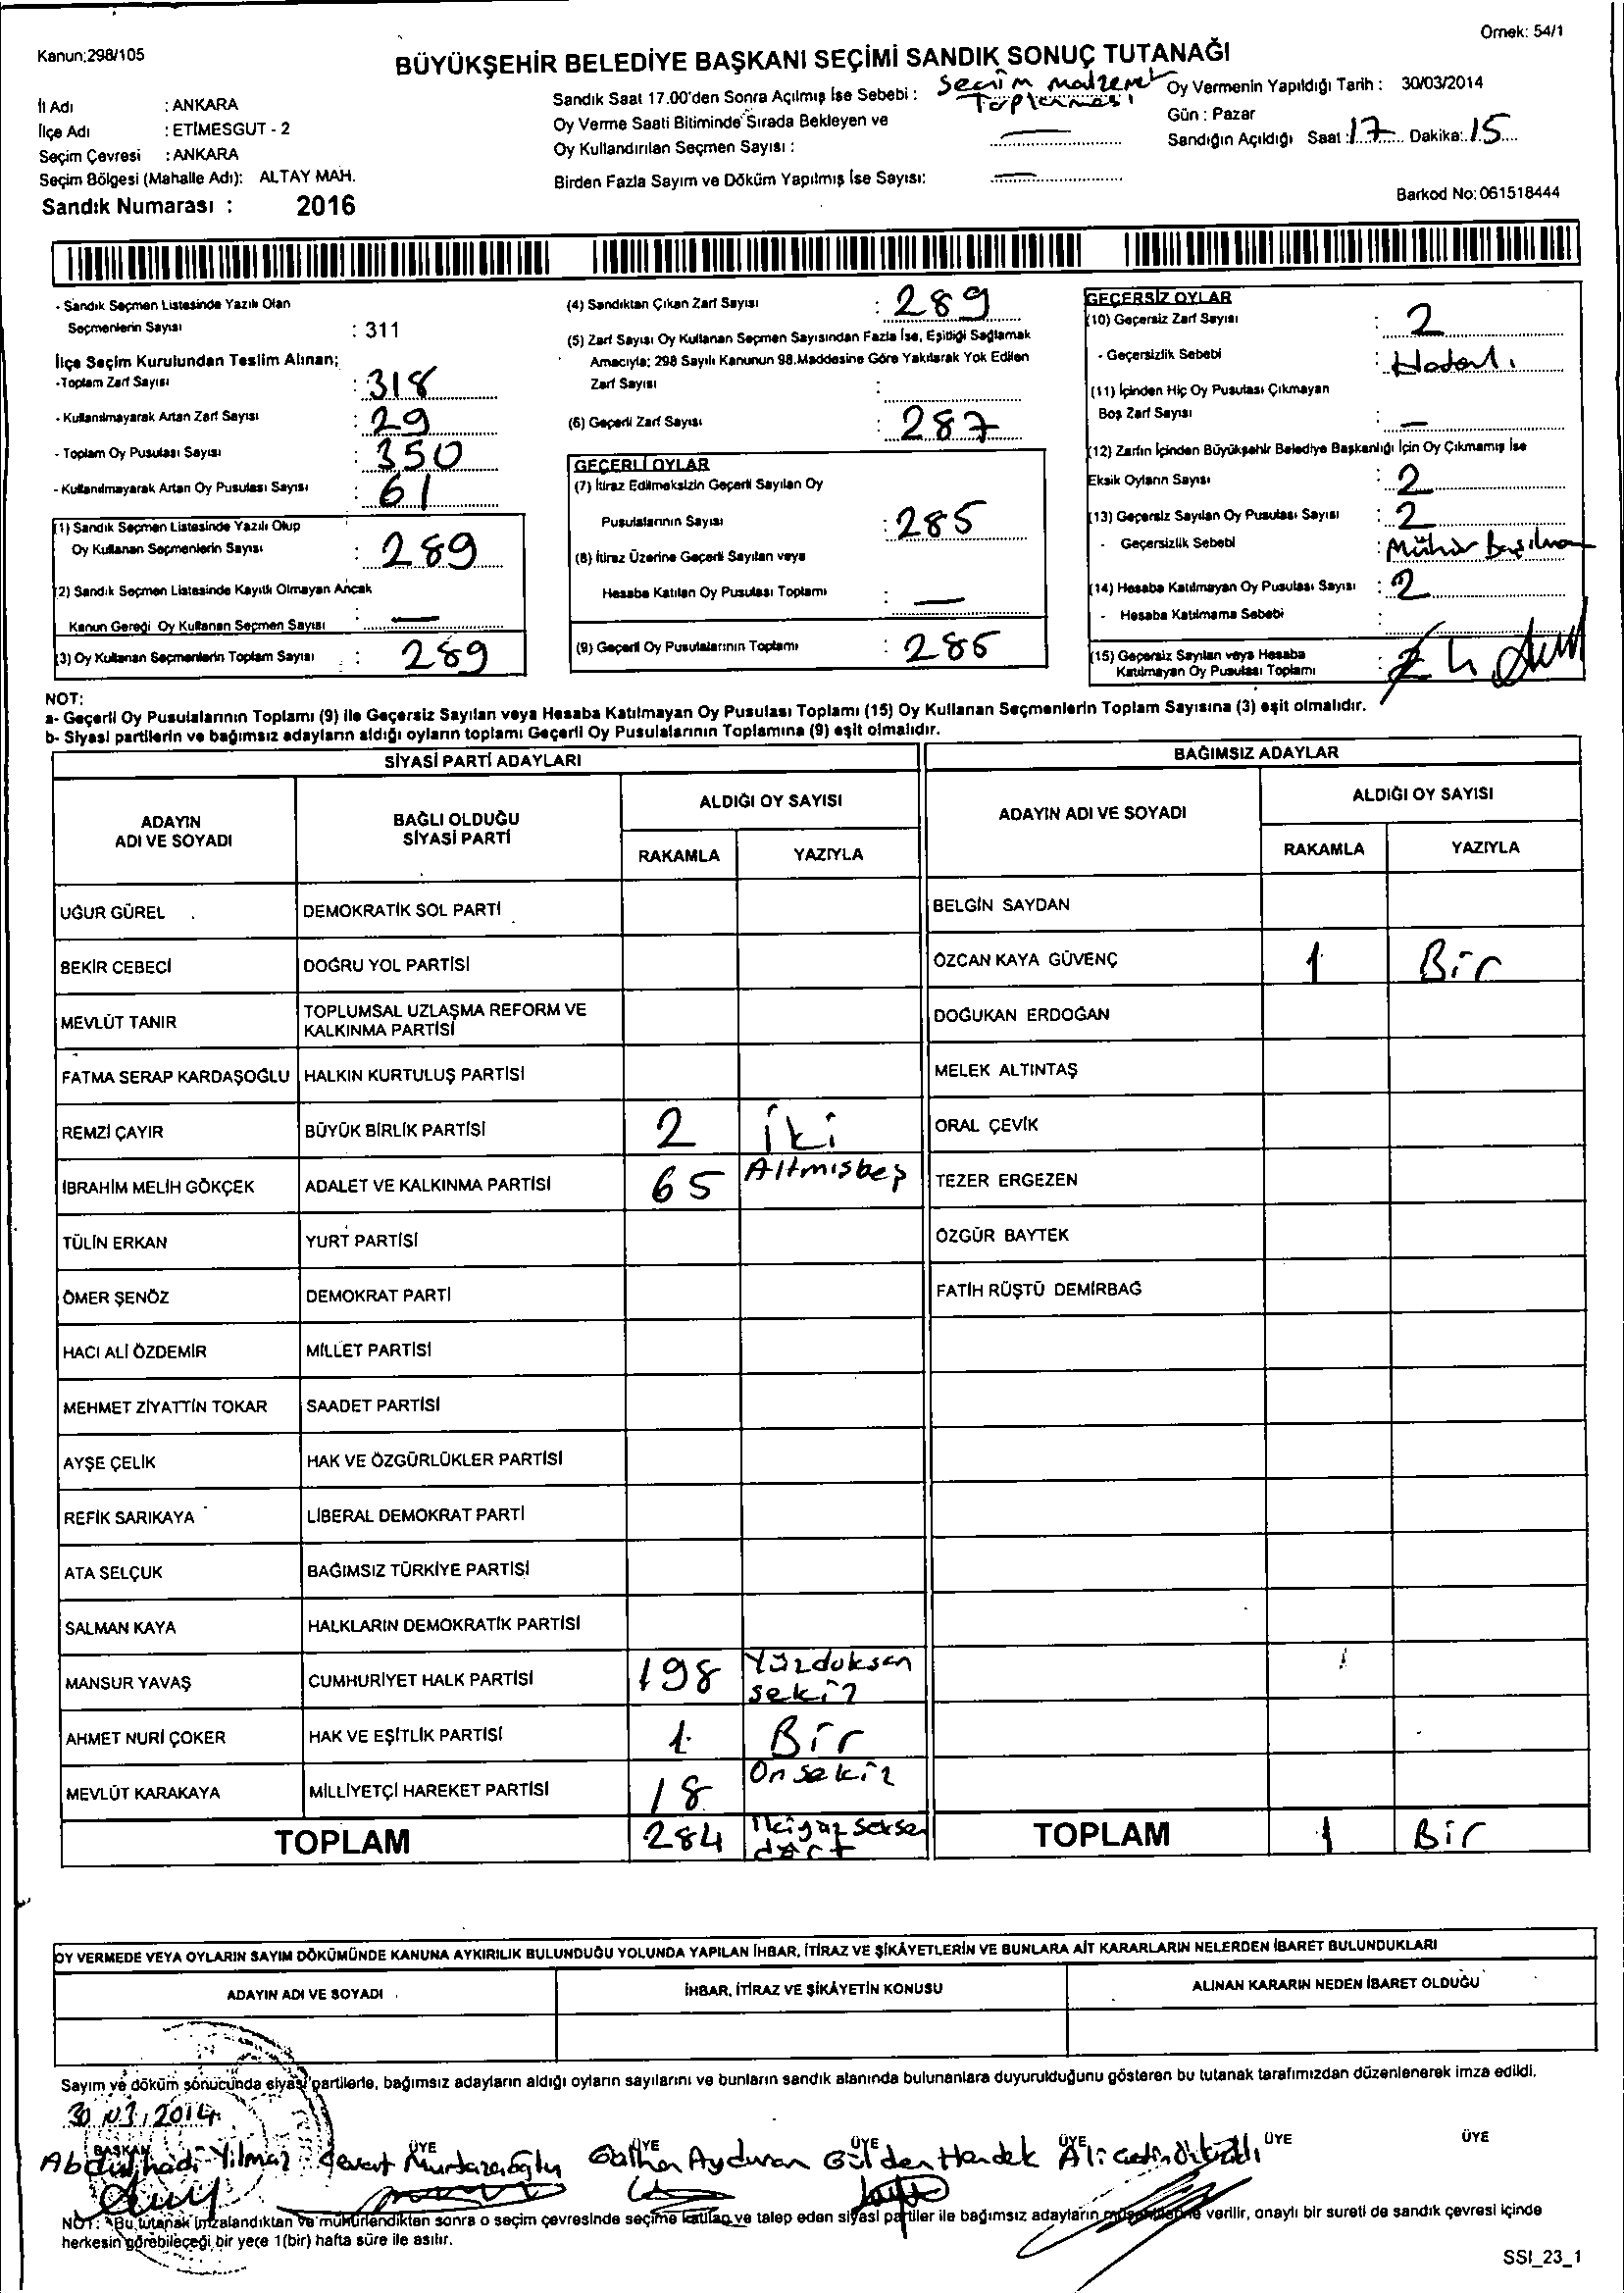 Örnek: 54/1
Kanun:298/105
BÜYÜKŞEHİR BELEDİYE BAŞKANI SEÇİMİ SANDIK SONUÇ TUTANAĞI
İl Adı : ANKARA
İlçe Adı : ETİMESGUT - 2
Seçim Çevresi : ANKARA
Seçim Bölgesi (Mahalle Adı): ALTAY MAH.
Sandık Numarası : 2016
Sandık Saat 17.00'den Sonra Açılmış İse Sebebi : Seçim malzeme Toplanması
Oy Verme Saati Bitiminde Sırada Bekleyen ve
Oy Kullandırılan Seçmen Sayısı : —
Birden Fazla Sayım ve Döküm Yapılmış İse Sayısı: —
Oy Vermenin Yapıldığı Tarih : 30/03/2014
Gün : Pazar
Sandığın Açıldığı Saat : 17 Dakika: 15
Barkod No: 061518444
- Sandık Seçmen Listesinde Yazılı Olan
Seçmenlerin Sayısı : 311
İlçe Seçim Kurulundan Teslim Alınan;
-Toplam Zarf Sayısı : 318
- Kullanılmayarak Artan Zarf Sayısı : 29
- Toplam Oy Pusulası Sayısı : 350
- Kullanılmayarak Artan Oy Pusulası Sayısı : 61
(1) Sandık Seçmen Listesinde Yazılı Olup
Oy Kullanan Seçmenlerin Sayısı : 289
(2) Sandık Seçmen Listesinde Kayıtlı Olmayan Ancak
Kanun Gereği Oy Kullanan Seçmen Sayısı : —
(3) Oy Kullanan Seçmenlerin Toplam Sayısı : 289
(4) Sandıktan Çıkan Zarf Sayısı : 289
(5) Zarf Sayısı Oy Kullanan Seçmen Sayısından Fazla İse, Eşitliği Sağlamak
Amacıyla; 298 Sayılı Kanunun 98.Maddesine Göre Yakılarak Yok Edilen
Zarf Sayısı :
(6) Geçerli Zarf Sayısı : 287
GEÇERLİ OYLAR
(7) İtiraz Edilmeksizin Geçerli Sayılan Oy
Pusulalarının Sayısı : 285
(8) İtiraz Üzerine Geçerli Sayılan veya
Hesaba Katılan Oy Pusulası Toplamı : —
(9) Geçerli Oy Pusulalarının Toplamı : 285
GEÇERSİZ OYLAR
(10) Geçersiz Zarf Sayısı : 2
- Geçersizlik Sebebi : Hatalı
(11) İçinden Hiç Oy Pusulası Çıkmayan
Boş Zarf Sayısı : —
(12) Zarfın İçinden Büyükşehir Belediye Başkanlığı İçin Oy Çıkmamış İse
Eksik Oyların Sayısı : 2
(13) Geçersiz Sayılan Oy Pusulası Sayısı : 2
- Geçersizlik Sebebi : Mühür Basılma
(14) Hesaba Katılmayan Oy Pusulası Sayısı : 2
- Hesaba Katılmama Sebebi :
(15) Geçersiz Sayılan veya Hesaba
Katılmayan Oy Pusulası Toplamı : 4
NOT:
a- Geçerli Oy Pusulalarının Toplamı (9) ile Geçersiz Sayılan veya Hesaba Katılmayan Oy Pusulası Toplamı (15) Oy Kullanan Seçmenlerin Toplam Sayısına (3) eşit olmalıdır.
b- Siyasi partilerin ve bağımsız adayların aldığı oyların toplamı Geçerli Oy Pusulalarının Toplamına (9) eşit olmalıdır.
SİYASİ PARTİ ADAYLARI
ADAYIN ADI VE SOYADI
BAĞLI OLDUĞU SİYASİ PARTİ
ALDIĞI OY SAYISI
RAKAMLA YAZIYLA
UĞUR GÜREL DEMOKRATİK SOL PARTİ
BEKİR CEBECİ DOĞRU YOL PARTİSİ
MEVLÜT TANIR TOPLUMSAL UZLAŞMA REFORM VE KALKINMA PARTİSİ
FATMA SERAP KARDAŞOĞLU HALKIN KURTULUŞ PARTİSİ
REMZİ ÇAYIR BÜYÜK BİRLİK PARTİSİ 2 iki
İBRAHİM MELİH GÖKÇEK ADALET VE KALKINMA PARTİSİ 65 Altmisbeş
TÜLİN ERKAN YURT PARTİSİ
ÖMER ŞENÖZ DEMOKRAT PARTİ
HACI ALİ ÖZDEMİR MİLLET PARTİSİ
MEHMET ZİYATTİN TOKAR SAADET PARTİSİ
AYŞE ÇELİK HAK VE ÖZGÜRLÜKLER PARTİSİ
REFİK SARIKAYA LİBERAL DEMOKRAT PARTİ
ATA SELÇUK BAĞIMSIZ TÜRKİYE PARTİSİ
SALMAN KAYA HALKLARIN DEMOKRATİK PARTİSİ
MANSUR YAVAŞ CUMHURİYET HALK PARTİSİ 198 Yüzdoksan sekiz
AHMET NURİ ÇOKER HAK VE EŞİTLİK PARTİSİ 1 Bir
MEVLÜT KARAKAYA MİLLİYETÇİ HAREKET PARTİSİ 18 Onsekiz
TOPLAM 284 İkiyüz seksen dört
BAĞIMSIZ ADAYLAR
ADAYIN ADI VE SOYADI
ALDIĞI OY SAYISI
RAKAMLA YAZIYLA
BELGİN SAYDAN
ÖZCAN KAYA GÜVENÇ 1 Bir
DOĞUKAN ERDOĞAN
MELEK ALTINTAŞ
ORAL ÇEVİK
TEZER ERGEZEN
ÖZGÜR BAYTEK
FATİH RÜŞTÜ DEMİRBAĞ
TOPLAM 1 Bir
OY VERMEDE VEYA OYLARIN SAYIM DÖKÜMÜNDE KANUNA AYKIRILIK BULUNDUĞU YOLUNDA YAPILAN İHBAR, İTİRAZ VE ŞİKÂYETLERİN VE BUNLARA AİT KARARLARIN NELERDEN İBARET BULUNDUKLARI
ADAYIN ADI VE SOYADI İHBAR, İTİRAZ VE ŞİKÂYETİN KONUSU ALINAN KARARIN NEDEN İBARET OLDUĞU
Sayım ve döküm sonucunda siyasi partilerle, bağımsız adayların aldığı oyların sayılarını ve bunların sandık alanında bulunanlara duyurulduğunu gösteren bu tutanak tarafımızdan düzenlenerek imza edildi.
30/03/2014
BAŞKAN ÜYE ÜYE ÜYE ÜYE ÜYE ÜYE
Abdulhadi Yılmaz Cevart Murtazaoğlu Aydınan Gülden Hendek Ali
NOT: Bu tutanak imzalandıktan ve mühürlendikten sonra o seçim çevresinde seçime katılan ve talep eden siyasi partiler ile bağımsız adayların müşahitlerine verilir, onaylı bir sureti de sandık çevresi içinde
herkesin görebileceği bir yere 1(bir) hafta süre ile asılır.
SSI_23_1